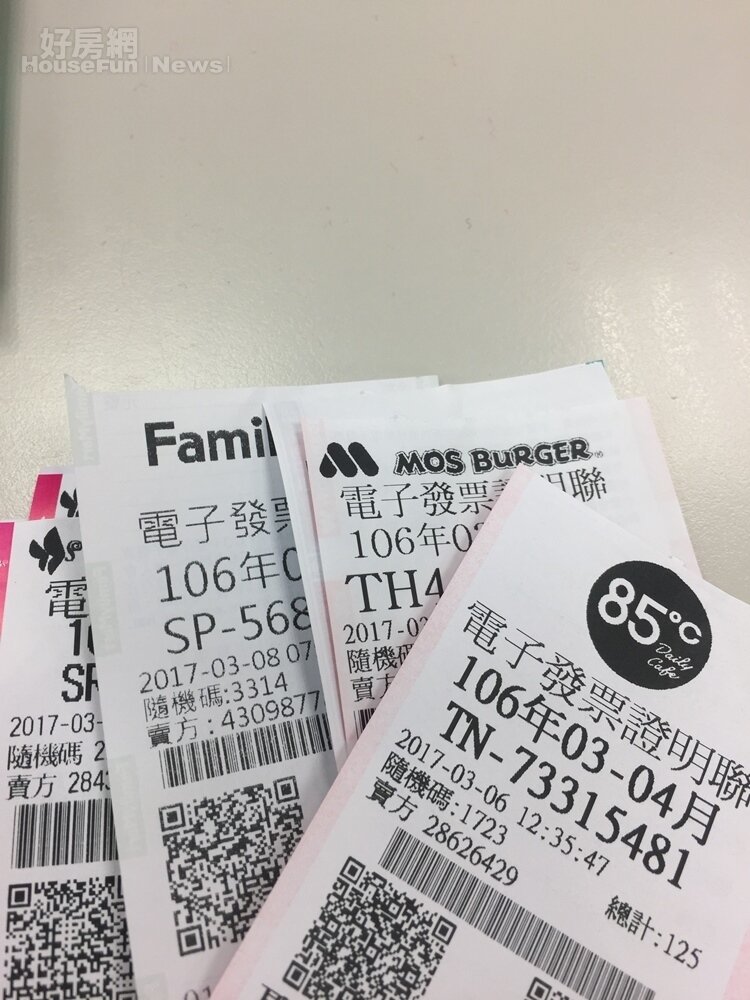 好房網
HouseFun News
Fami
電子發票
106年0
SP-568
2017-03-08 07
隨機碼:3314
賣方:4309877
MOS BURGER
電子發票證明聯
106年03
TH4
2017-03
隨機碼
賣方
電
10
SR
2017-03-
隨機碼 2
賣方 2843
85°C
Daily
Cafe
電子發票證明聯
106年03-04月
TN-73315481
2017-03-06 12:35:47
隨機碼:1723
總計:125
賣方 28626429